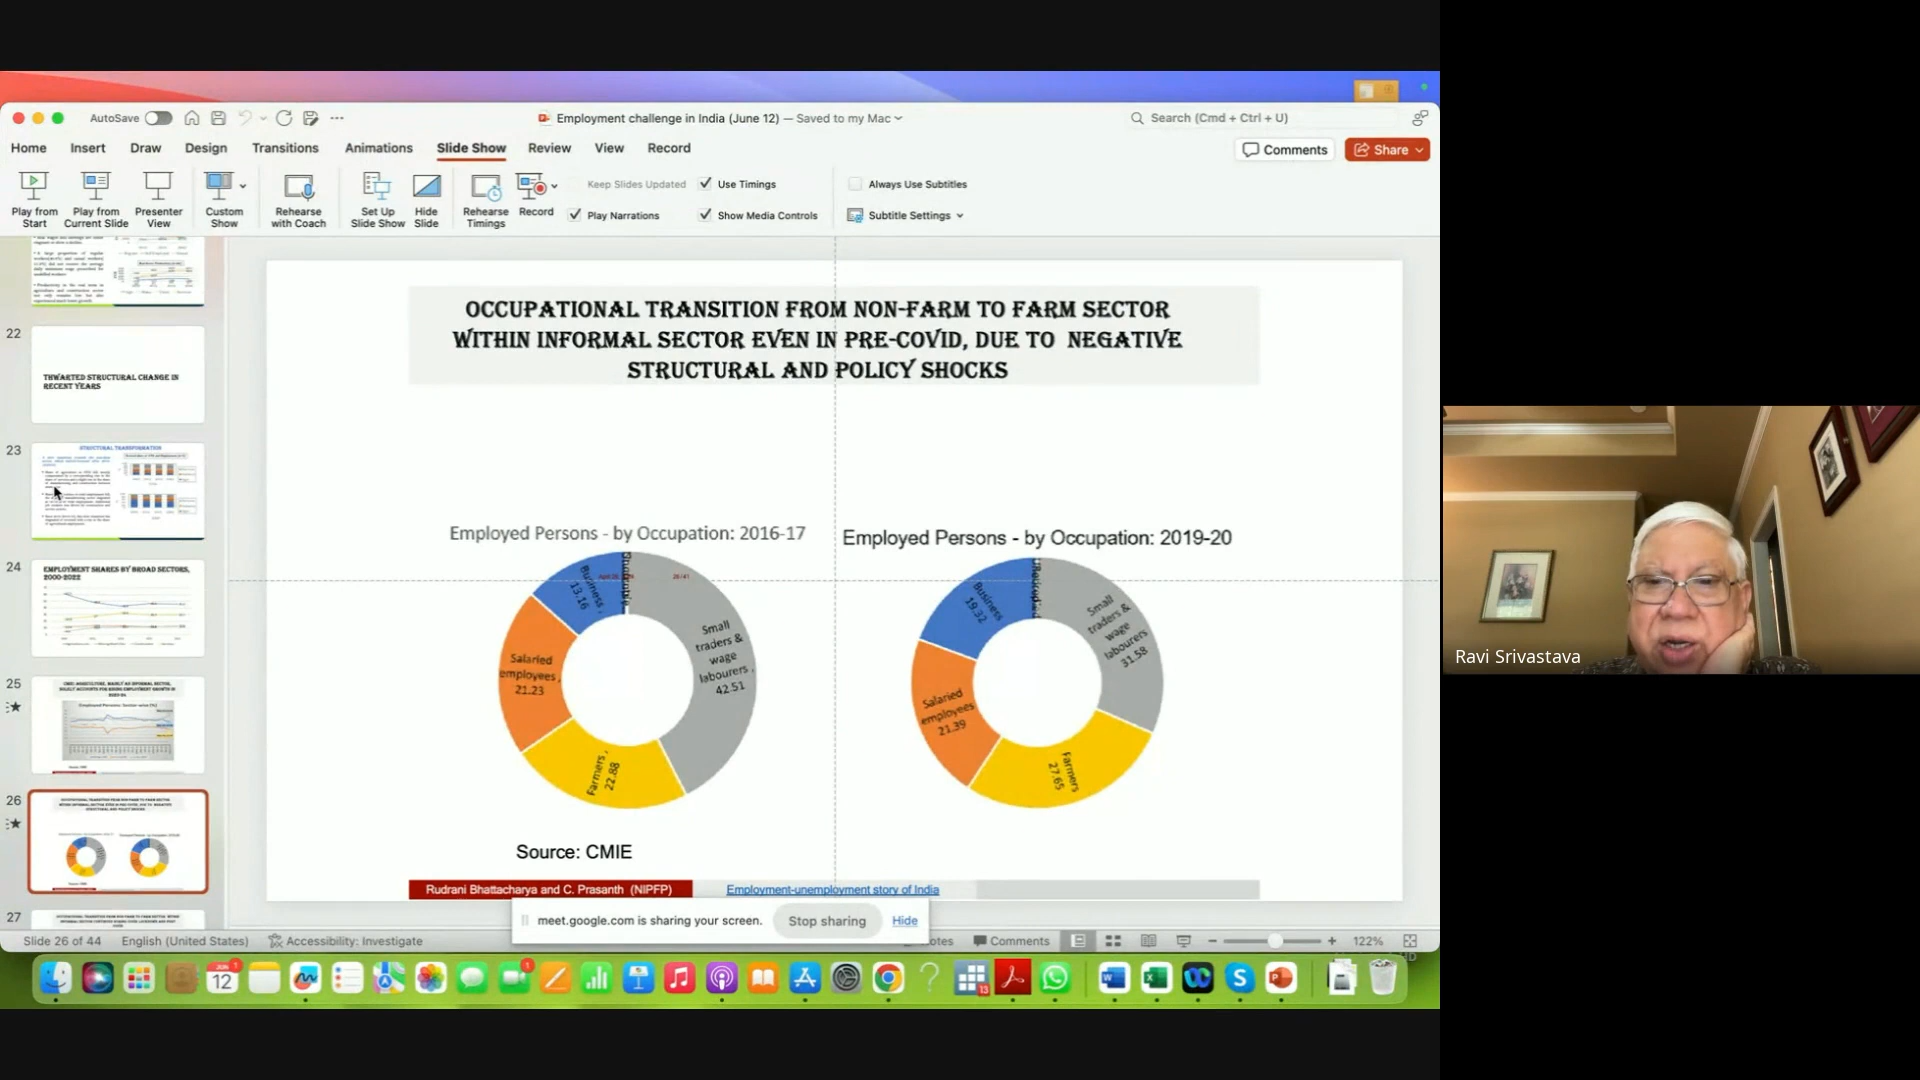 AutoSave
Employment challenge in India (June 12) — Saved to my Mac
Search (Cmd + Ctrl + U)
Home
Insert
Draw
Design
Transitions
Animations
Slide Show
Review
View
Record
Comments
Share
Play from
Start
Play from
Current Slide
Presenter
View
Custom
Show
Rehearse
with Coach
Set Up
Slide Show
Hide
Slide
Rehearse
Timings
Record
Keep Slides Updated
Use Timings
Play Narrations
Show Media Controls
Always Use Subtitles
Subtitle Settings
22
THWARTED STRUCTURAL CHANGE IN
RECENT YEARS
23
STRUCTURAL TRANSFORMATION
24
EMPLOYMENT SHARES BY BROAD SECTORS,
2000-2022
25
26
27
OCCUPATIONAL TRANSITION FROM NON-FARM TO FARM SECTOR
WITHIN INFORMAL SECTOR EVEN IN PRE-COVID, DUE TO NEGATIVE
STRUCTURAL AND POLICY SHOCKS
Employed Persons - by Occupation: 2016-17
Business,
13.16
Small
traders &
wage
labourers,
42.51
Salaried
employees,
21.23
Farmers,
22.88
Employed Persons - by Occupation: 2019-20
Business
19.32
Small
traders &
wage
labourers
31.58
Salaried
employees
21.39
Farmers
27.65
Source: CMIE
Rudrani Bhattacharya and C. Prasanth (NIPFP)
Employment-unemployment story of India
meet.google.com is sharing your screen.
Stop sharing
Hide
Slide 26 of 44
English (United States)
Accessibility: Investigate
Comments
122%
JUN
12
13
Ravi Srivastava